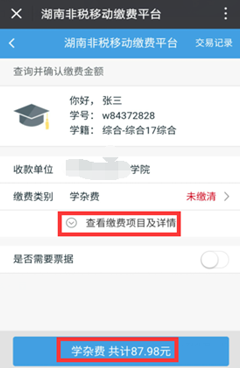 湖南非税移动缴费平台
湖南非税移动缴费平台 交易记录
查询并确认缴费金额
你好， 张三
学号： w84372828
学籍： 综合-综合17综合
收款单位 学院
缴费类别 学杂费 未缴清
查看缴费项目及详情
是否需要票据
学杂费 共计87.98元